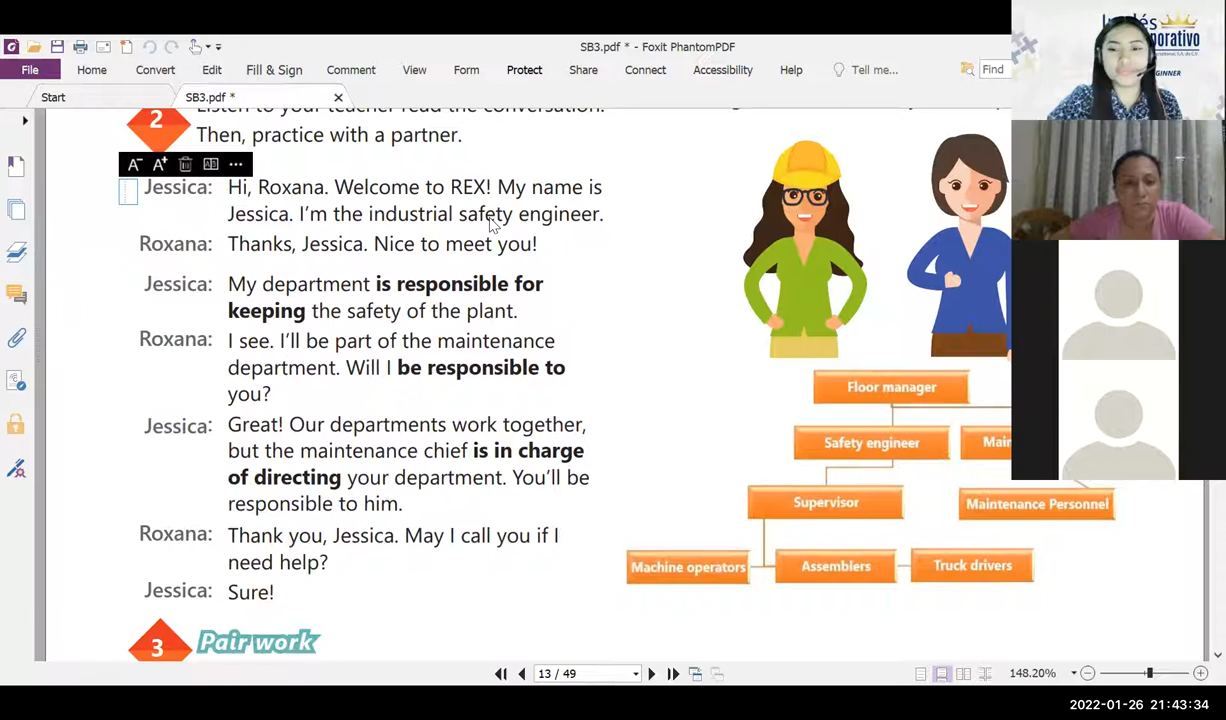 SB3.pdf * - Foxit PhantomPDF
File Home Convert Edit Fill & Sign Comment View Form Protect Share Connect Accessibility Help Tell me... Find
Start SB3.pdf *
2
Listen to your teacher read the conversation.
Then, practice with a partner.
Jessica: Hi, Roxana. Welcome to REX! My name is
Jessica. I'm the industrial safety engineer.
Roxana: Thanks, Jessica. Nice to meet you!
Jessica: My department is responsible for
keeping the safety of the plant.
Roxana: I see. I'll be part of the maintenance
department. Will I be responsible to
you?
Jessica: Great! Our departments work together,
but the maintenance chief is in charge
of directing your department. You'll be
responsible to him.
Roxana: Thank you, Jessica. May I call you if I
need help?
Jessica: Sure!
3 Pair work
Floor manager
Safety engineer
Supervisor
Maintenance Personnel
Machine operators
Assemblers
Truck drivers
13 / 49
148.20%
2022-01-26 21:43:34